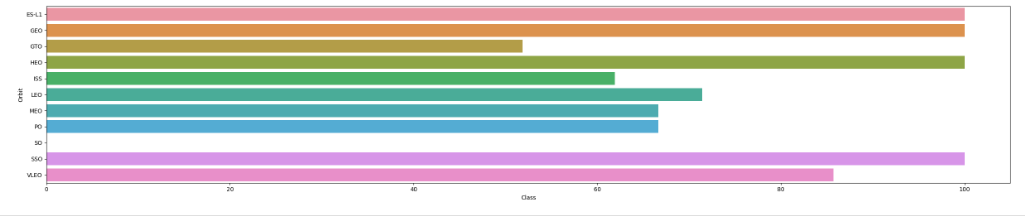 ES-L1
GEO
GTO
HEO
ISS
LEO
MEO
PO
SO
SSO
VLEO
Orbit
0 20 40 60 80 100
Class